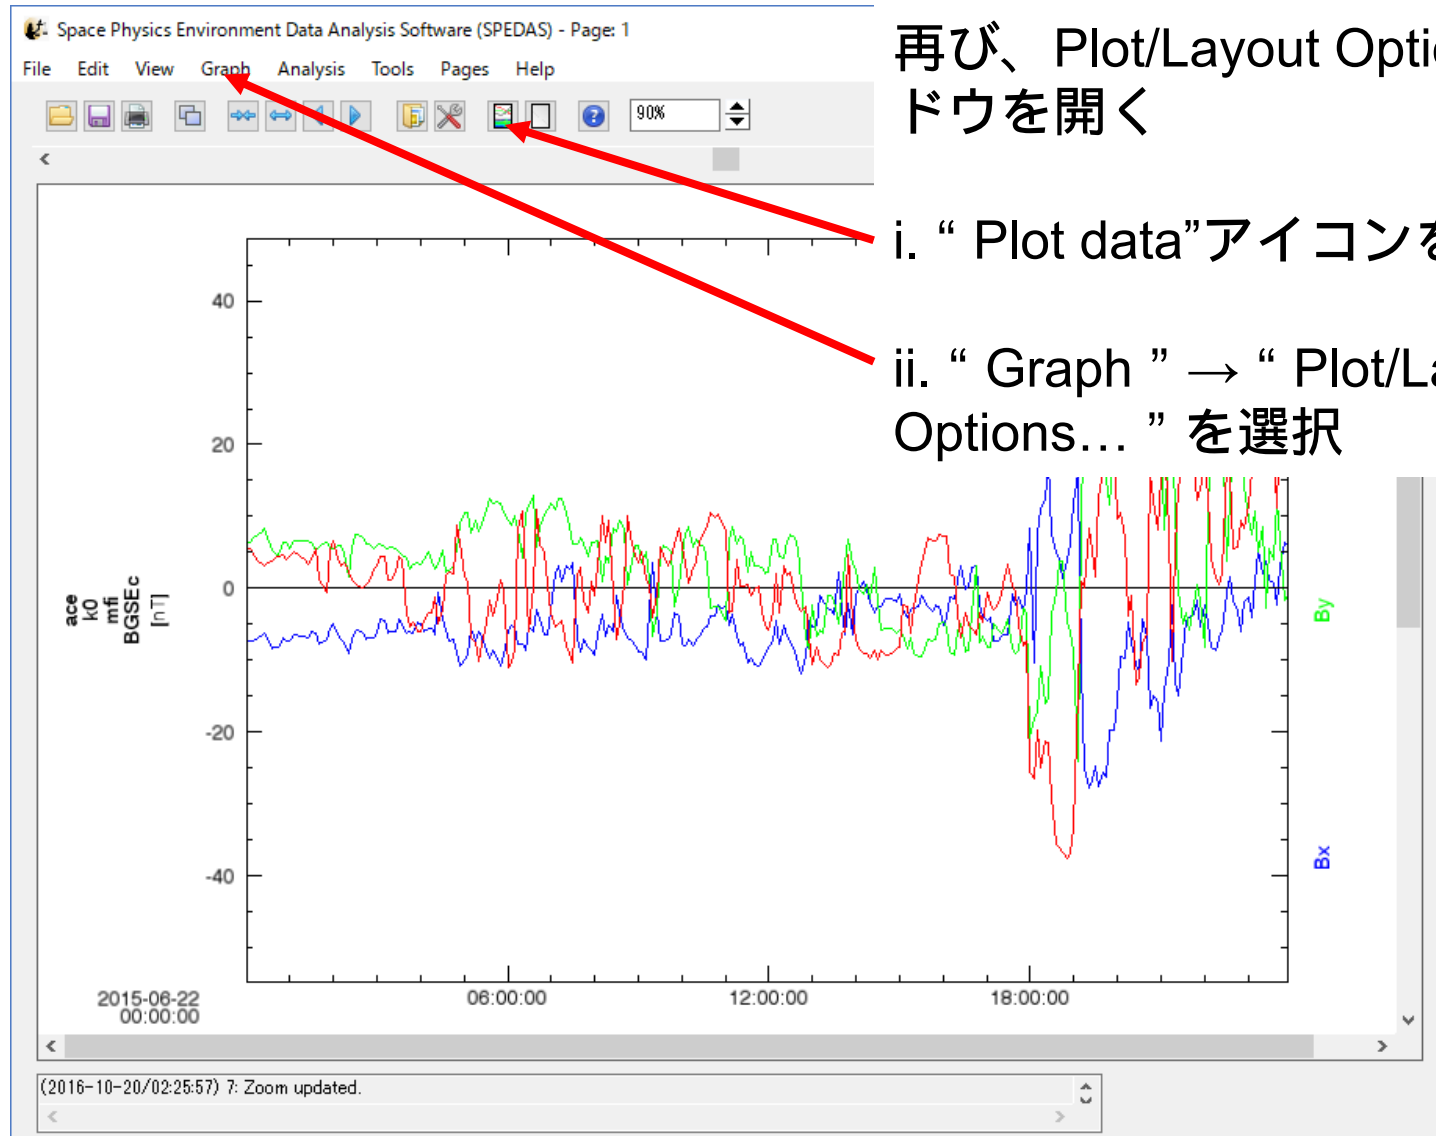 Space Physics Environment Data Analysis Software (SPEDAS) - Page: 1
File Edit View Graph Analysis Tools Pages Help
90%
再び、Plot/Layout Opti
ドウを開く
i. “ Plot data”アイコンを
ii. “ Graph ” → “ Plot/La
Options… ” を選択
40
20
0
-20
-40
ace
k0
mfi
BGSEc
[nT]
By
Bx
2015-06-22
00:00:00
06:00:00
12:00:00
18:00:00
(2016-10-20/02:25:57) 7: Zoom updated.